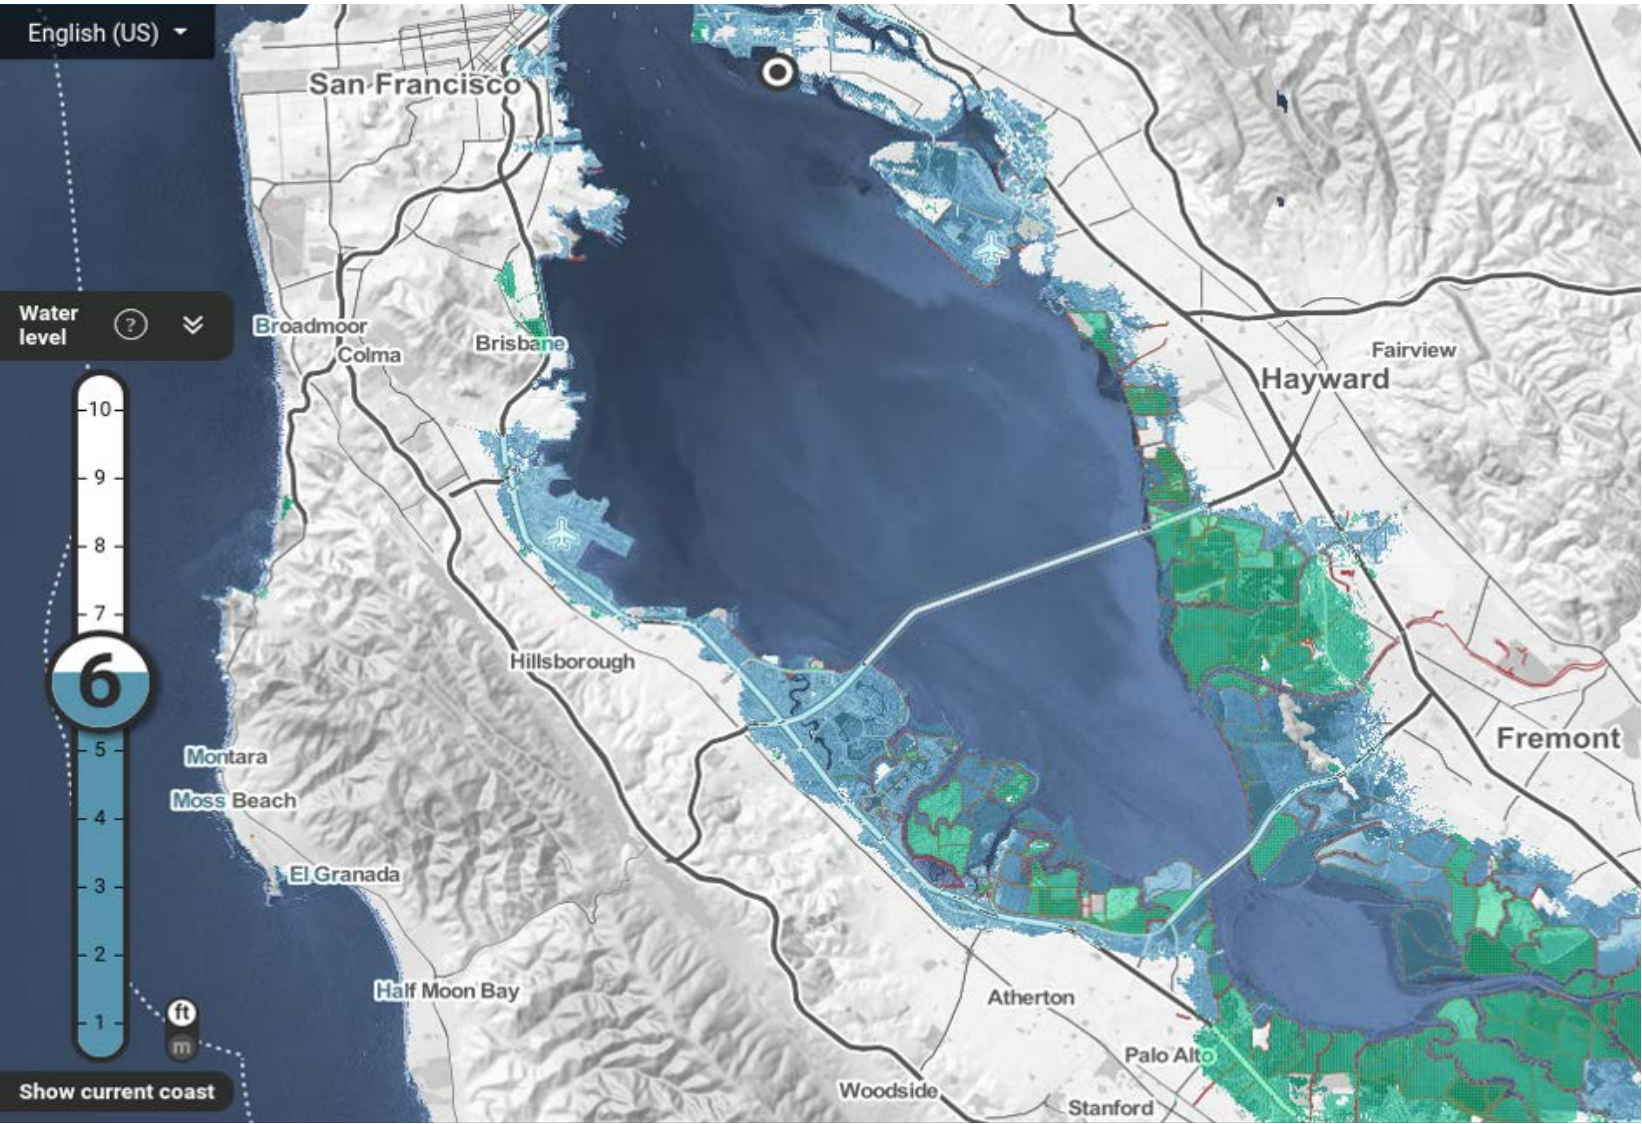 English (US)
San Francisco
Water
level
?
Broadmoor
Colma
Brisbane
Fairview
Hayward
10
9
8
7
6
5
4
3
2
1
Hillsborough
Montara
Moss Beach
Fremont
El Granada
Half Moon Bay
Atherton
ft
m
Palo Alto
Show current coast
Woodside
Stanford